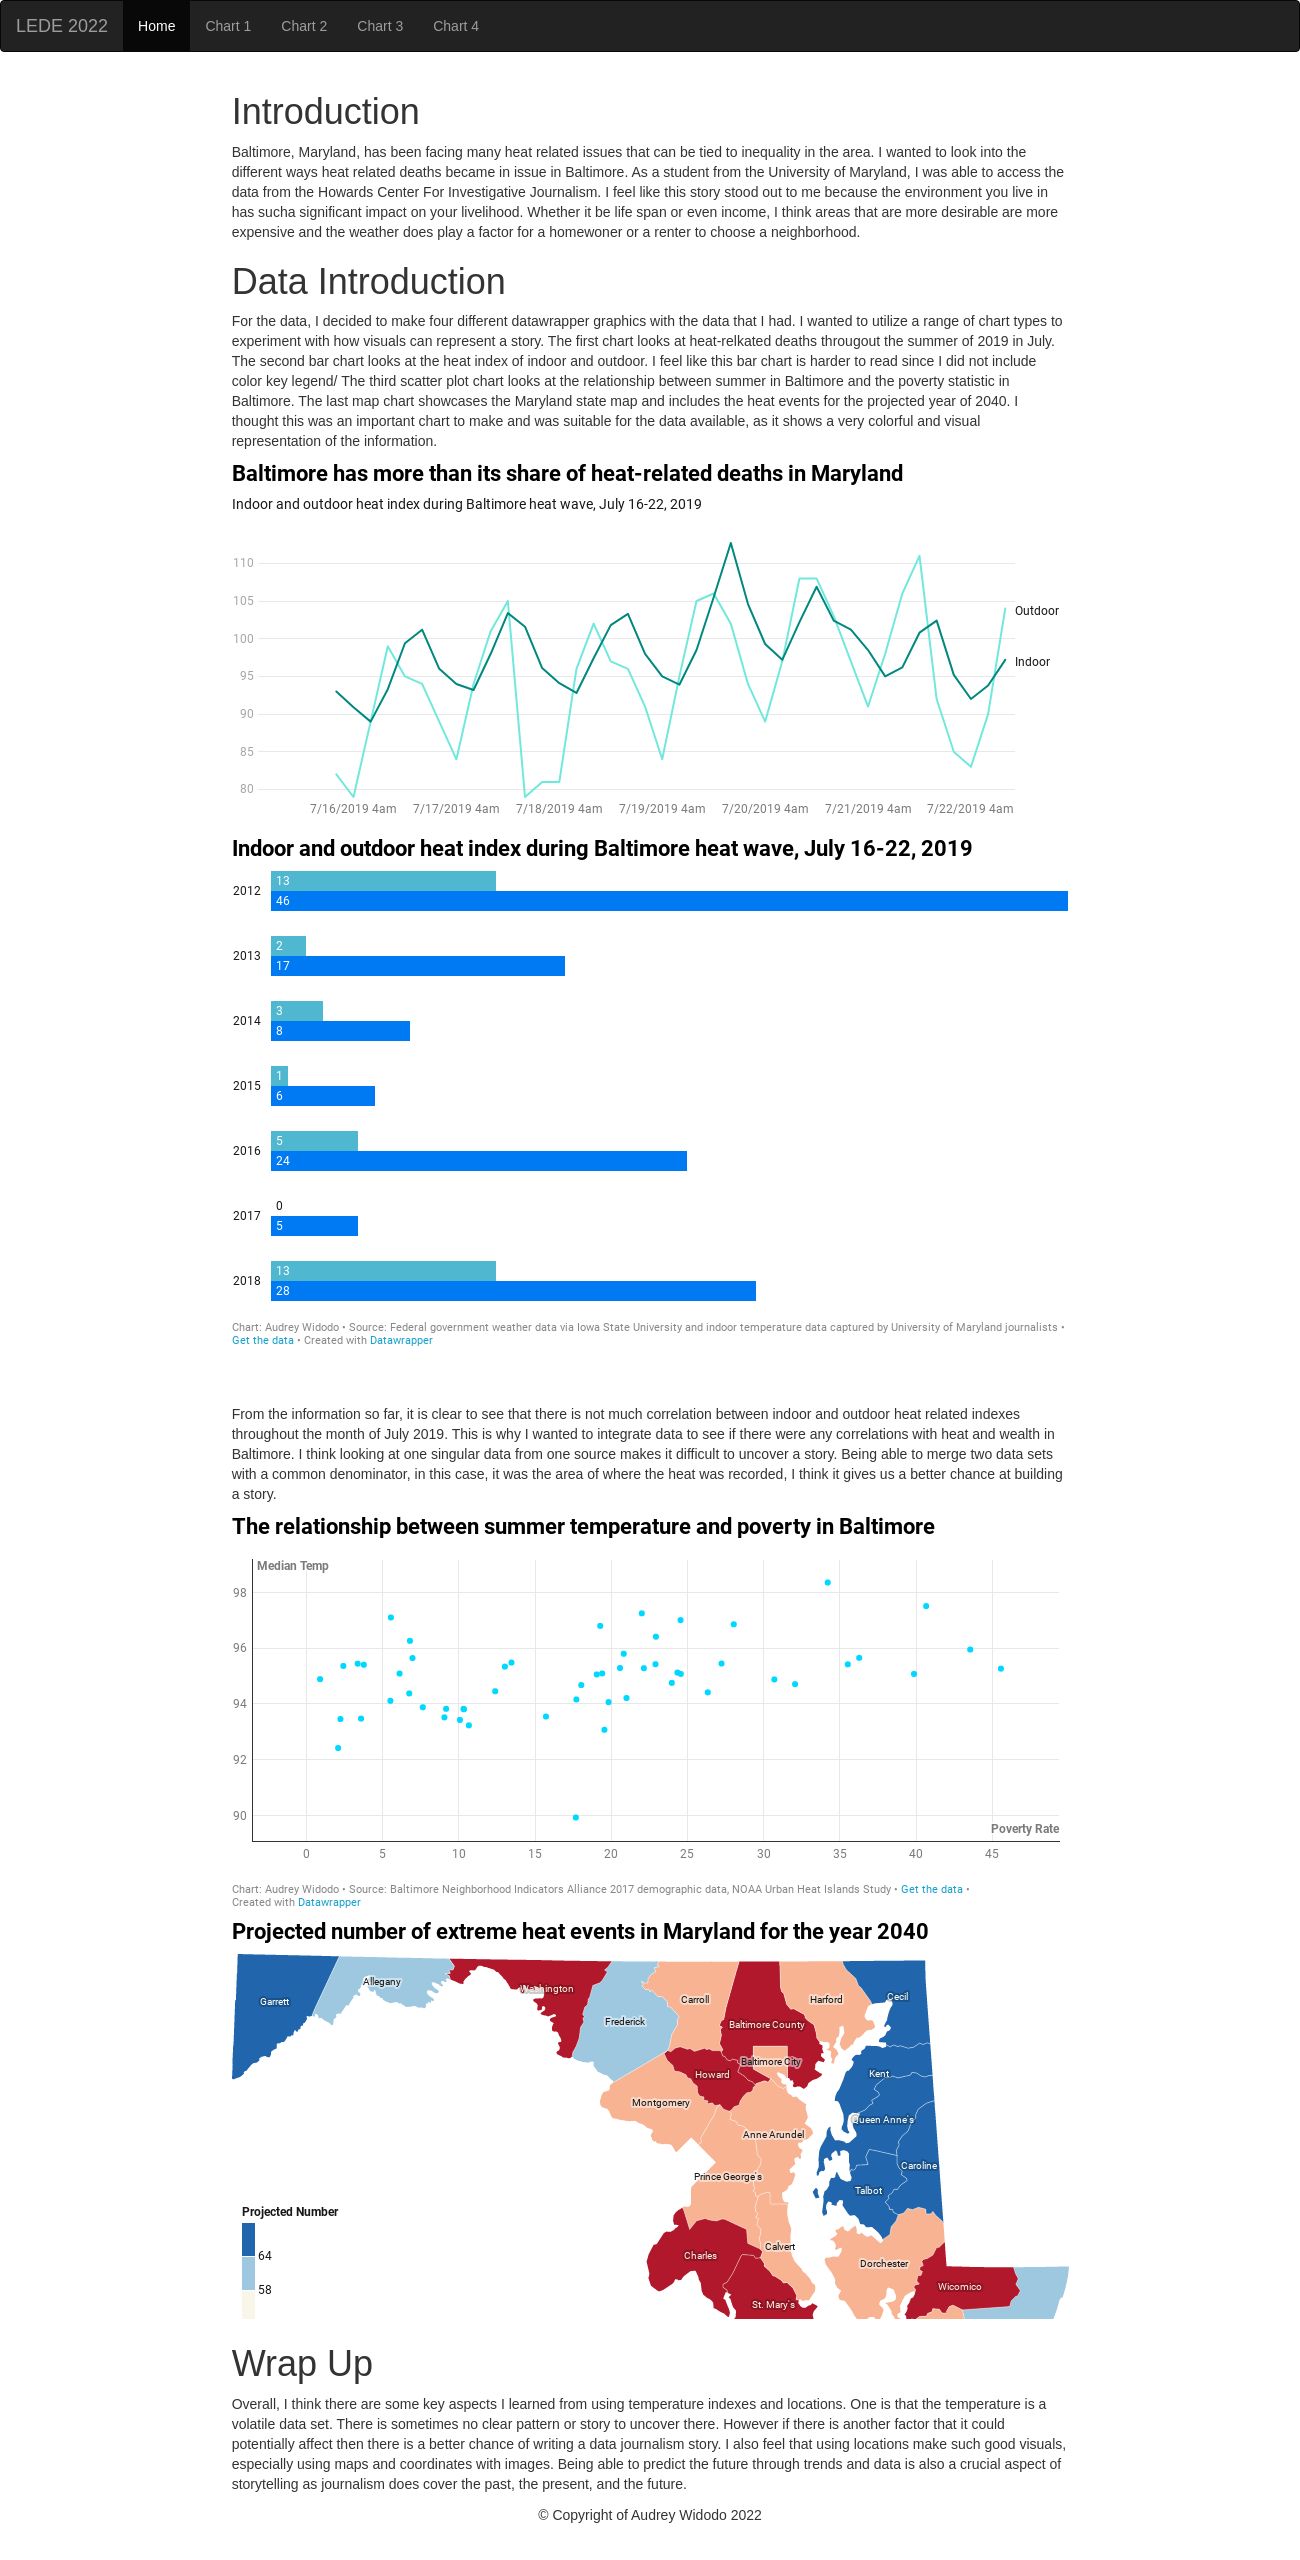 LEDE 2022 Home Chart 1 Chart 2 Chart 3 Chart 4
Introduction
Baltimore, Maryland, has been facing many heat related issues that can be tied to inequality in the area. I wanted to look into the
different ways heat related deaths became in issue in Baltimore. As a student from the University of Maryland, I was able to access the
data from the Howards Center For Investigative Journalism. I feel like this story stood out to me because the environment you live in
has sucha significant impact on your livelihood. Whether it be life span or even income, I think areas that are more desirable are more
expensive and the weather does play a factor for a homewoner or a renter to choose a neighborhood.
Data Introduction
For the data, I decided to make four different datawrapper graphics with the data that I had. I wanted to utilize a range of chart types to
experiment with how visuals can represent a story. The first chart looks at heat-relkated deaths througout the summer of 2019 in July.
The second bar chart looks at the heat index of indoor and outdoor. I feel like this bar chart is harder to read since I did not include
color key legend/ The third scatter plot chart looks at the relationship between summer in Baltimore and the poverty statistic in
Baltimore. The last map chart showcases the Maryland state map and includes the heat events for the projected year of 2040. I
thought this was an important chart to make and was suitable for the data available, as it shows a very colorful and visual
representation of the information.
Baltimore has more than its share of heat-related deaths in Maryland
Indoor and outdoor heat index during Baltimore heat wave, July 16-22, 2019
110
105
Outdoor
100
Indoor
95
90
85
80
7/16/2019 4am 7/17/2019 4am 7/18/2019 4am 7/19/2019 4am 7/20/2019 4am 7/21/2019 4am 7/22/2019 4am
Indoor and outdoor heat index during Baltimore heat wave, July 16-22, 2019
2012 13
46
2013 2
17
2014 3
8
2015 1
6
2016 5
24
2017 0
5
2018 13
28
Chart: Audrey Widodo • Source: Federal government weather data via Iowa State University and indoor temperature data captured by University of Maryland journalists •
Get the data • Created with Datawrapper
From the information so far, it is clear to see that there is not much correlation between indoor and outdoor heat related indexes
throughout the month of July 2019. This is why I wanted to integrate data to see if there were any correlations with heat and wealth in
Baltimore. I think looking at one singular data from one source makes it difficult to uncover a story. Being able to merge two data sets
with a common denominator, in this case, it was the area of where the heat was recorded, I think it gives us a better chance at building
a story.
The relationship between summer temperature and poverty in Baltimore
Median Temp
98
96
94
92
90
Poverty Rate
0 5 10 15 20 25 30 35 40 45
Chart: Audrey Widodo • Source: Baltimore Neighborhood Indicators Alliance 2017 demographic data, NOAA Urban Heat Islands Study • Get the data •
Created with Datawrapper
Projected number of extreme heat events in Maryland for the year 2040
Allegany
Washington
Garrett
Carroll
Harford
Cecil
Frederick
Baltimore County
Baltimore City
Howard
Kent
Montgomery
Queen Anne's
Anne Arundel
Caroline
Prince George's
Talbot
Projected Number
Calvert
64
Charles
Dorchester
Wicomico
58
St. Mary's
Wrap Up
Overall, I think there are some key aspects I learned from using temperature indexes and locations. One is that the temperature is a
volatile data set. There is sometimes no clear pattern or story to uncover there. However if there is another factor that it could
potentially affect then there is a better chance of writing a data journalism story. I also feel that using locations make such good visuals,
especially using maps and coordinates with images. Being able to predict the future through trends and data is also a crucial aspect of
storytelling as journalism does cover the past, the present, and the future.
© Copyright of Audrey Widodo 2022